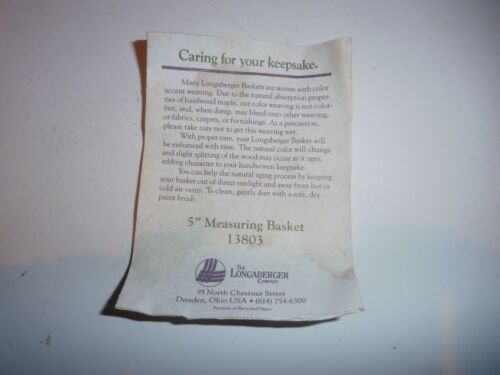 Caring for your keepsake.
Many Longaberger Baskets are woven with color
accent weaving. Due to the natural absorption proper-
ties of hardwood maple, our color weaving is not color-
fast, and, when damp, may bleed onto other weaving,
or fabrics, carpets, or furnishings. As a precaution,
please take care not to get this weaving wet.
With proper care, your Longaberger Basket will
be enhanced with time. The natural color will change
and slight splitting of the wood may occur as it ages,
adding character to your handwoven keepsake.
You can help the natural aging process by keeping
your basket out of direct sunlight and away from hot or
cold air vents. To clean, gently dust with a soft, dry
paint brush.
5" Measuring Basket
13803
THE
LONGABERGER
COMPANY
95 North Chestnut Street
Dresden, Ohio USA • (614) 754-6300
Printed on Recycled Paper